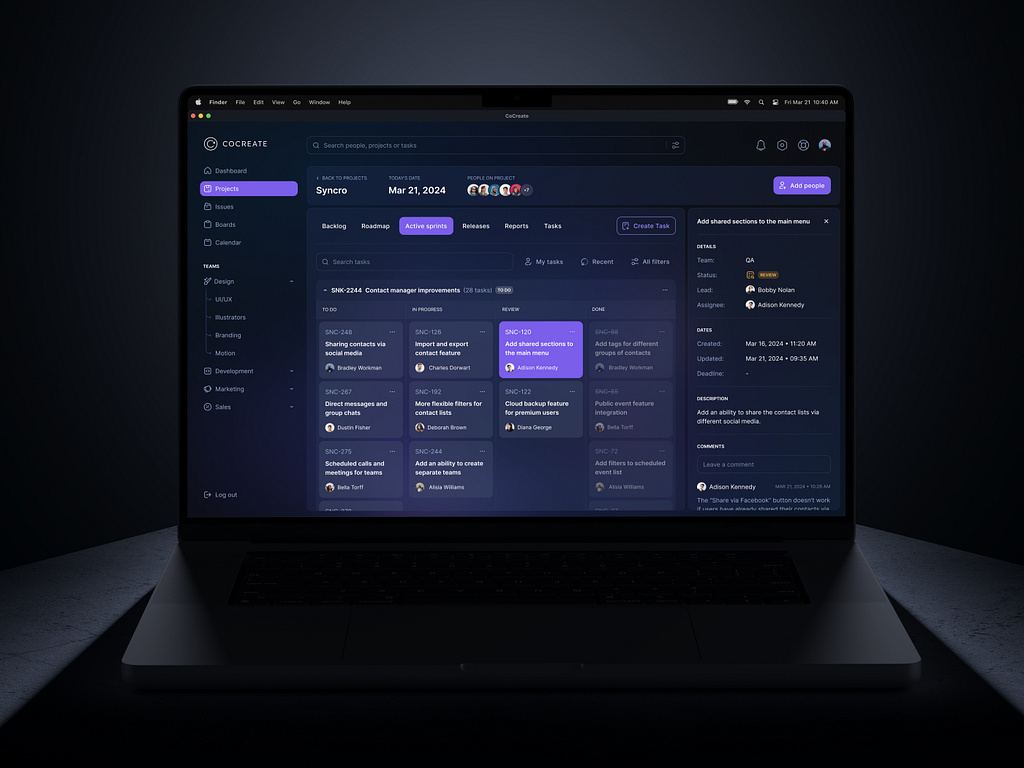 Finder File Edit View Go Window Help
Fri Mar 21 10:40 AM
CoCreate
COCREATE
Search people, projects or tasks
Dashboard
Projects
Issues
Boards
Calendar
TEAMS
Design
UI/UX
Illustrators
Branding
Motion
Development
Marketing
Sales
Log out
BACK TO PROJECTS
Syncro
TODAY'S DATE
Mar 21, 2024
PEOPLE ON PROJECT
+7
Add people
Backlog Roadmap Active sprints Releases Reports Tasks
Create Task
Search tasks
My tasks Recent All filters
SNK-2244 Contact manager improvements (28 tasks) TO DO
TO DO
SNC-248
Sharing contacts via
social media
Bradley Workman
SNC-267
Direct messages and
group chats
Dustin Fisher
SNC-275
Scheduled calls and
meetings for teams
Bella Torff
IN PROGRESS
SNC-126
Import and export
contact feature
Charles Dorwart
SNC-192
More flexible filters for
contact lists
Deborah Brown
SNC-244
Add an ability to create
separate teams
Alisia Williams
REVIEW
SNC-120
Add shared sections to
the main menu
Adison Kennedy
SNC-122
Cloud backup feature
for premium users
Diana George
DONE
Add tags for different
groups of contacts
Bradley Workman
Public event feature
integration
Bella Torff
SNC-72
Add filters to scheduled
event list
Alisia Williams
Add shared sections to the main menu
DETAILS
Team: QA
Status: REVIEW
Lead: Bobby Nolan
Assignee: Adison Kennedy
DATES
Created: Mar 16, 2024 • 11:20 AM
Updated: Mar 21, 2024 • 09:35 AM
Deadline: -
DESCRIPTION
Add an ability to share the contact lists via
different social media.
COMMENTS
Leave a comment
Adison Kennedy MAR 21, 2024 • 10:28 AM
The "Share via Facebook" button doesn't work
if users have already shared their contacts via